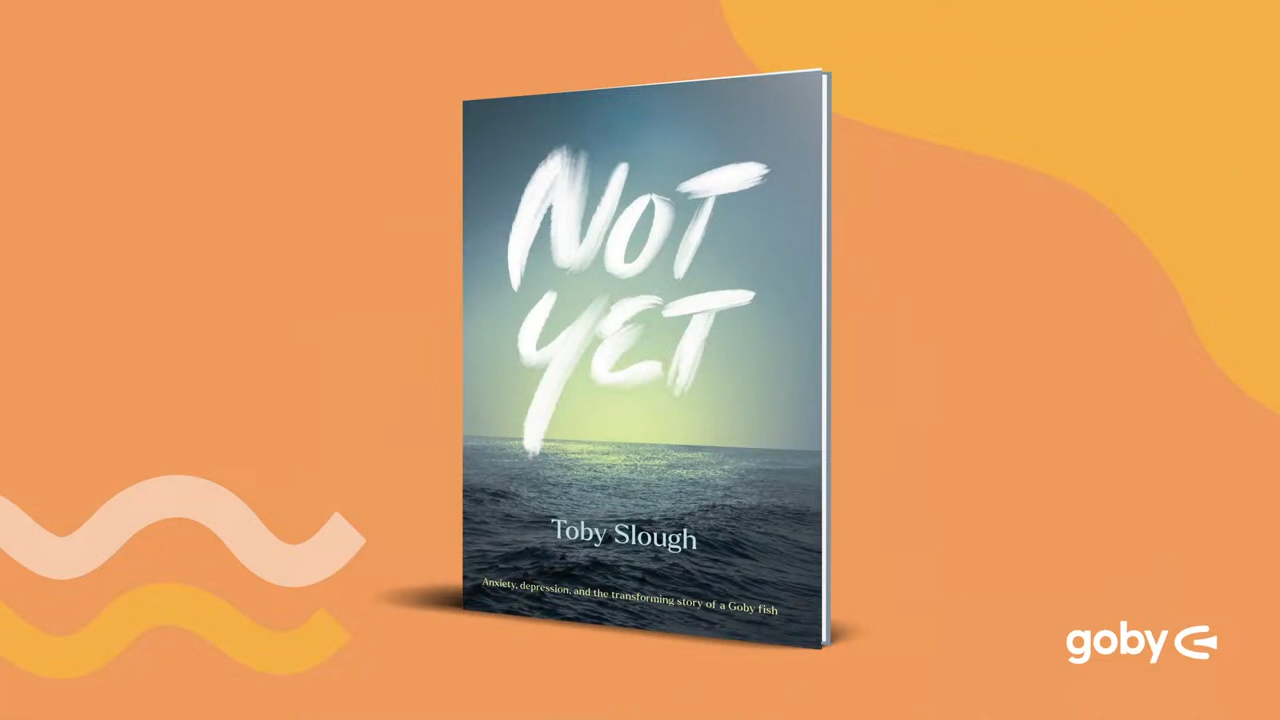 NOT
YET
Toby Slough
Anxiety, depression, and the transforming story of a Goby fish
goby